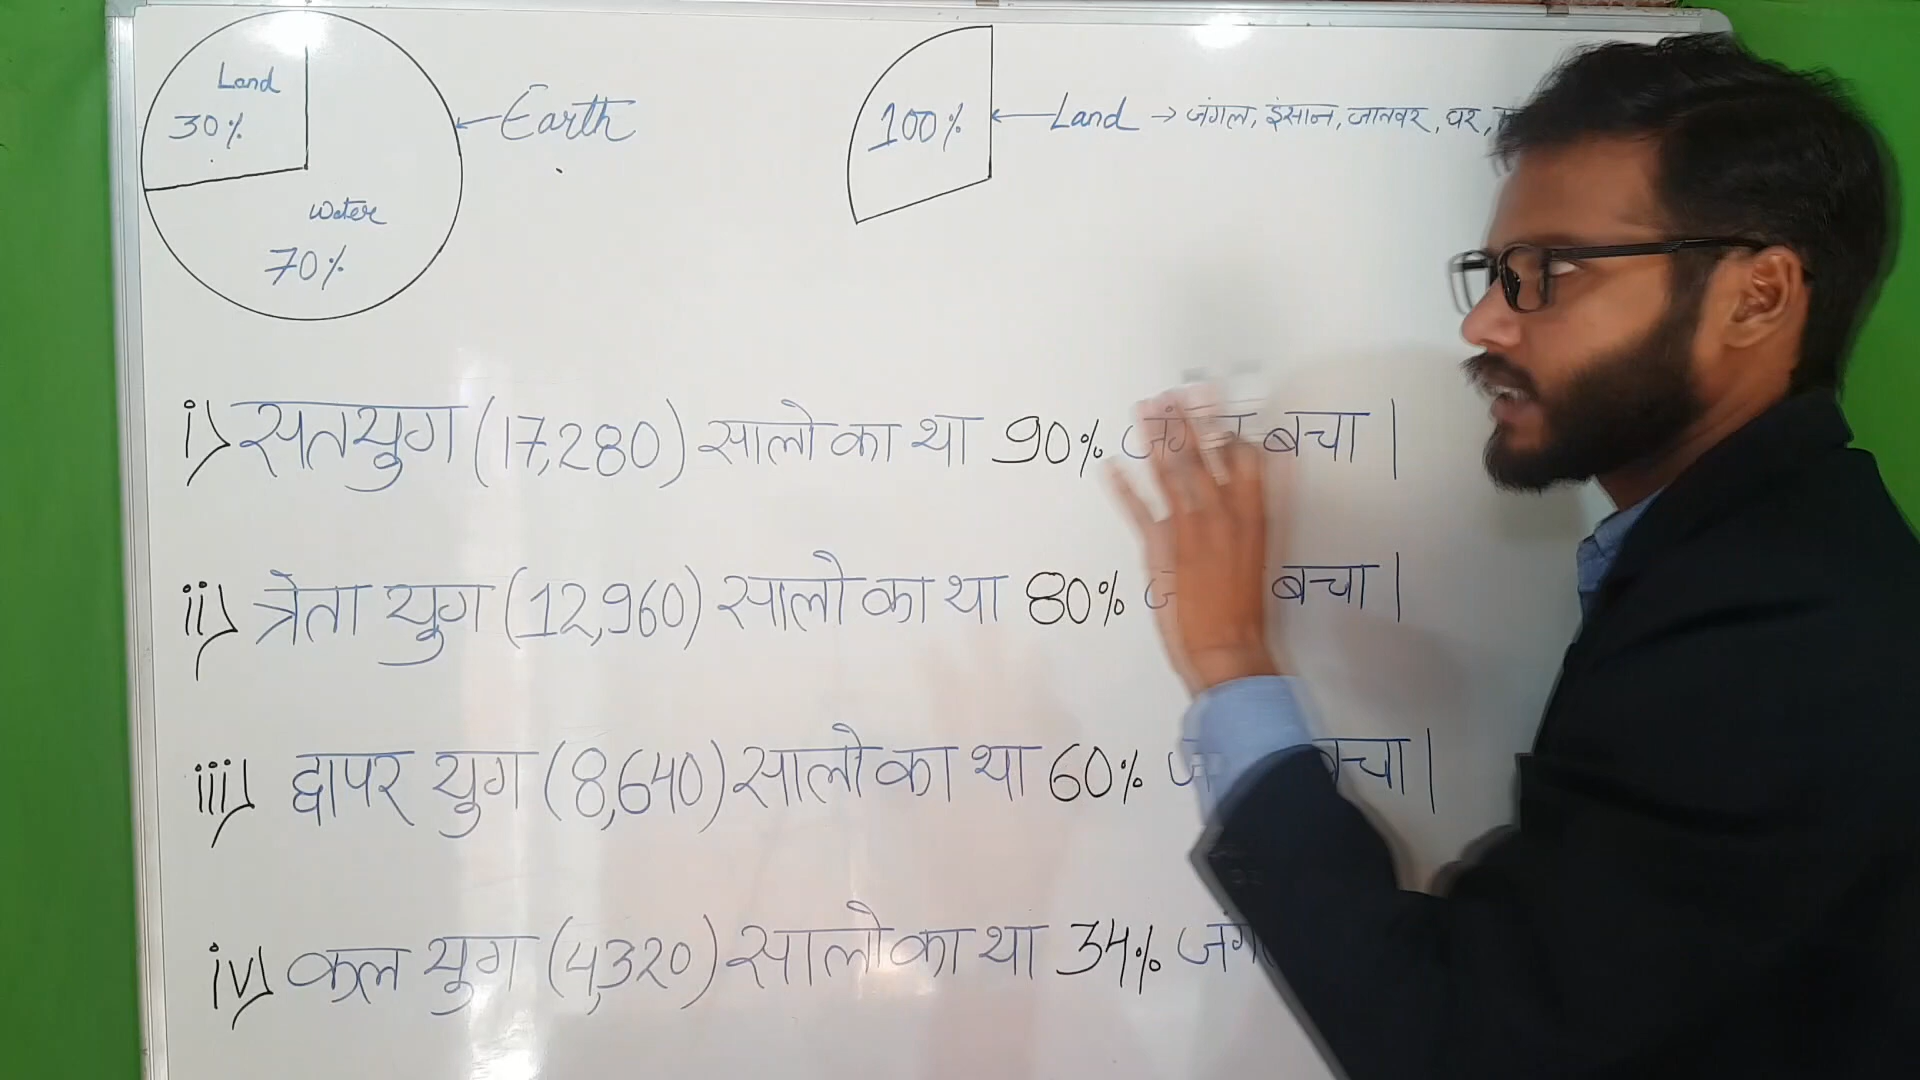 Land
30%
Water
70%
Earth
100%
Land → जंगल, इंसान, जानवर, घर,
i) सतयुग (17,280) सालो का था 90% बचा |
ii) त्रेता युग (12,960) सालो का था 80% बचा |
iii) द्वापर युग (8,640) सालो का था 60% बचा |
iv) कल युग (4,320) सालो का था 34%